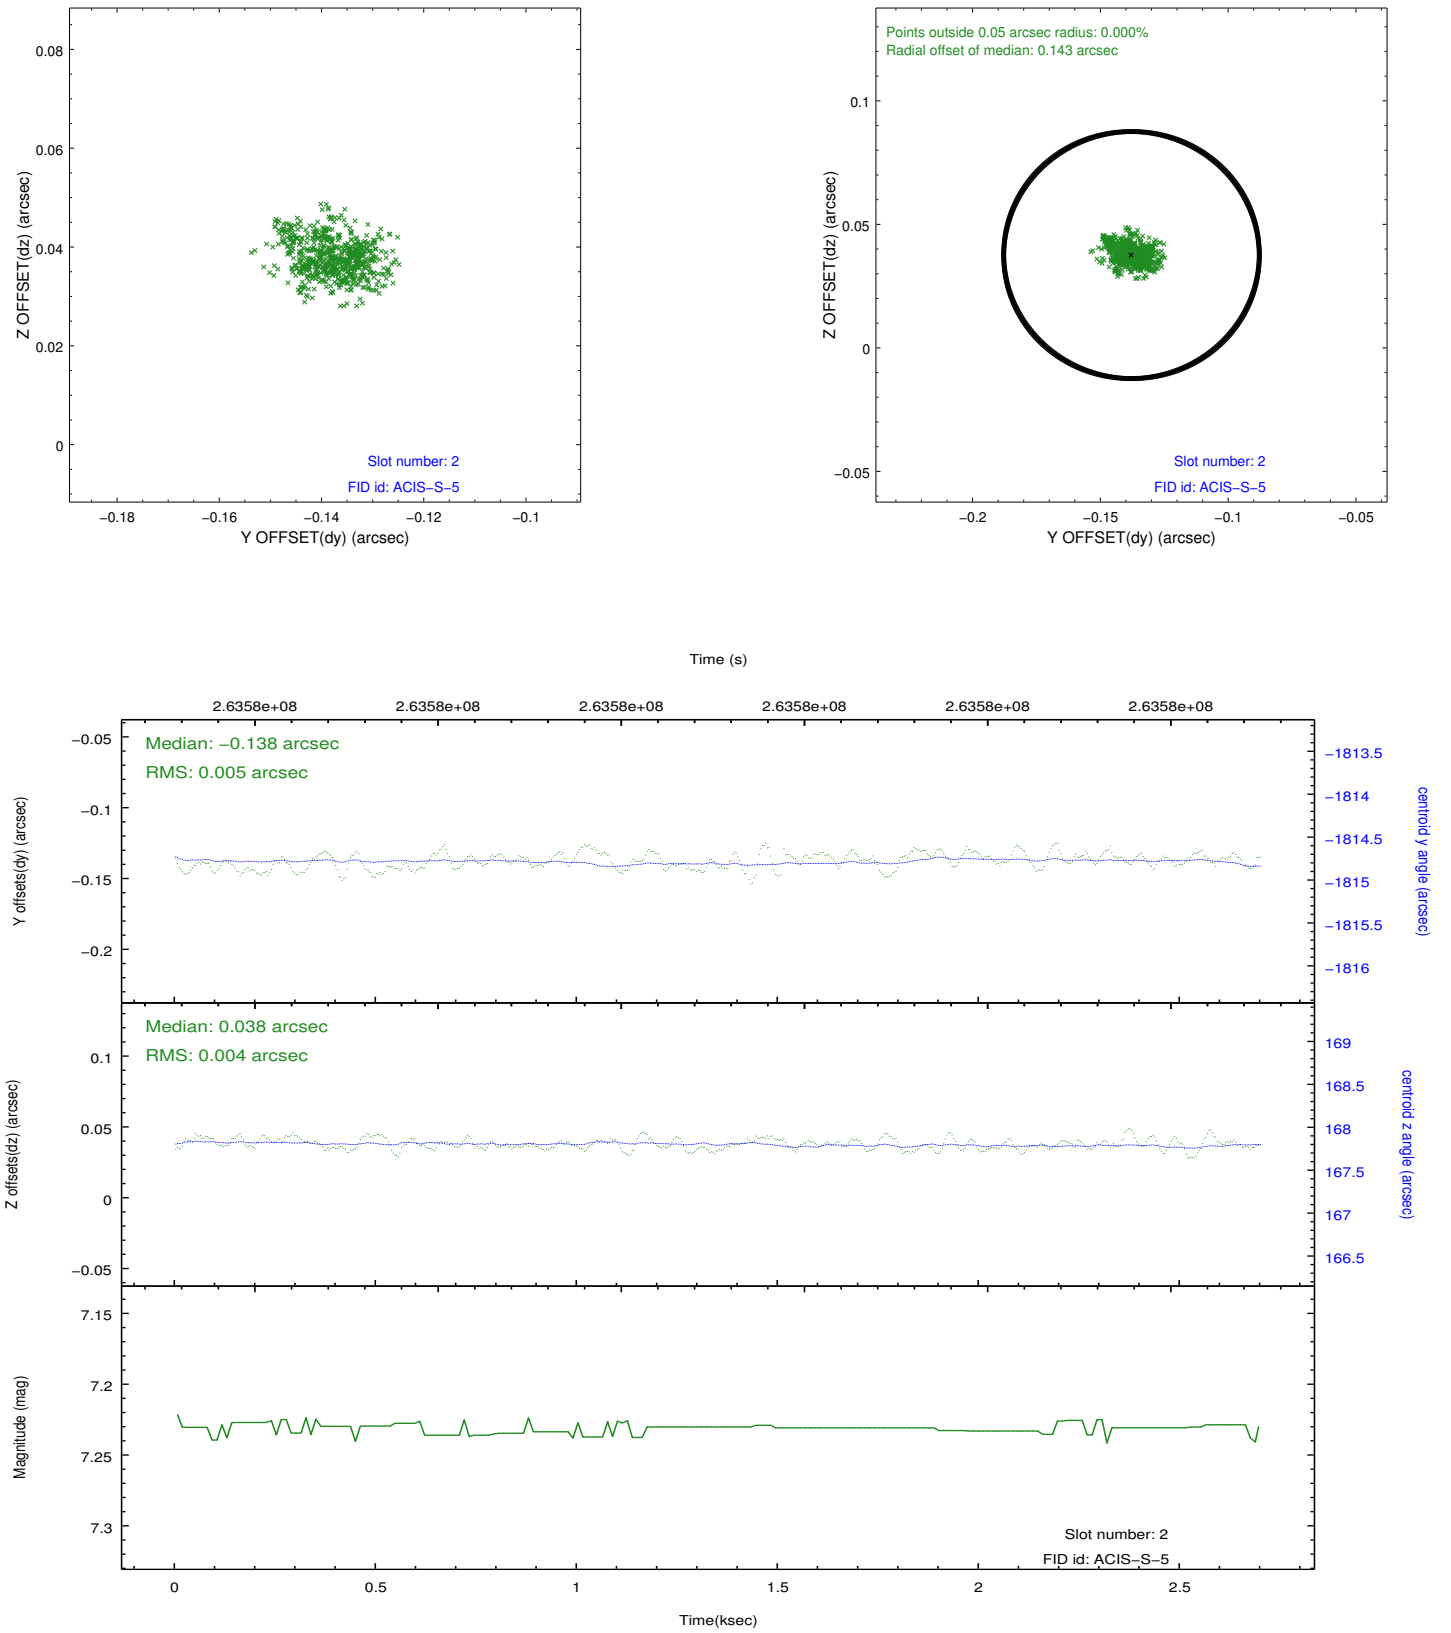 0.08
0.06
0.04
0.02
0
Z OFFSET(dz) (arcsec)
Slot number: 2
FID id: ACIS−S−5
−0.18 −0.16 −0.14 −0.12 −0.1
Y OFFSET(dy) (arcsec)
Points outside 0.05 arcsec radius: 0.000%
Radial offset of median: 0.143 arcsec
0.1
0.05
0
−0.05
Z OFFSET(dz) (arcsec)
Slot number: 2
FID id: ACIS−S−5
−0.2 −0.15 −0.1 −0.05
Y OFFSET(dy) (arcsec)
Time (s)
2.6358e+08 2.6358e+08 2.6358e+08 2.6358e+08 2.6358e+08 2.6358e+08
Median: −0.138 arcsec
RMS: 0.005 arcsec
−0.05
−0.1
−0.15
−0.2
Y offsets(dy) (arcsec)
−1813.5
−1814
−1814.5
−1815
−1815.5
−1816
centroid y angle (arcsec)
Median: 0.038 arcsec
RMS: 0.004 arcsec
0.1
0.05
0
−0.05
Z offsets(dz) (arcsec)
169
168.5
168
167.5
167
166.5
centroid z angle (arcsec)
7.15
7.2
7.25
7.3
Magnitude (mag)
Slot number: 2
FID id: ACIS−S−5
0 0.5 1 1.5 2 2.5
Time(ksec)